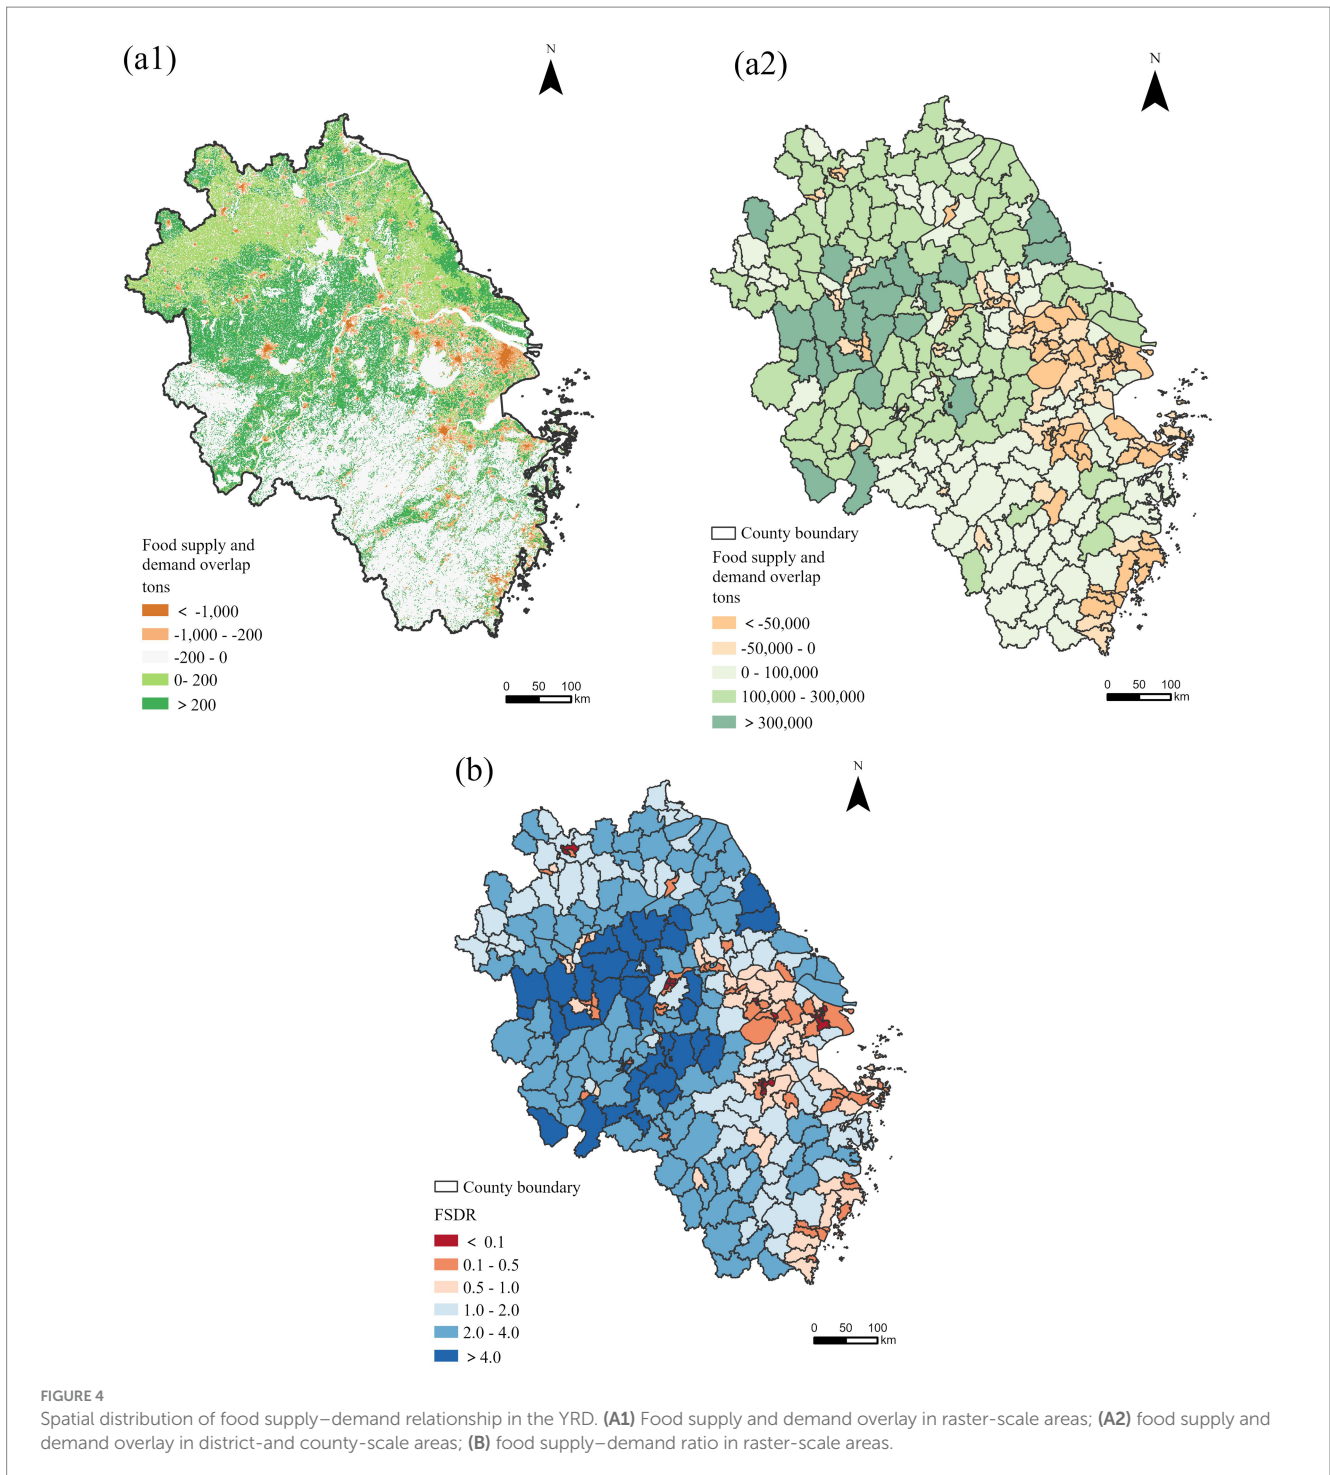 (a1)
N
Food supply and
demand overlap
tons
< -1,000
-1,000 - -200
-200 - 0
0- 200
> 200
0 50 100
km
(a2)
N
County boundary
Food supply and
demand overlap
tons
< -50,000
-50,000 - 0
0 - 100,000
100,000 - 300,000
> 300,000
0 50 100
km
(b)
N
County boundary
FSDR
< 0.1
0.1 - 0.5
0.5 - 1.0
1.0 - 2.0
2.0 - 4.0
> 4.0
0 50 100
km
FIGURE 4
Spatial distribution of food supply–demand relationship in the YRD. (A1) Food supply and demand overlay in raster-scale areas; (A2) food supply and
demand overlay in district-and county-scale areas; (B) food supply–demand ratio in raster-scale areas.